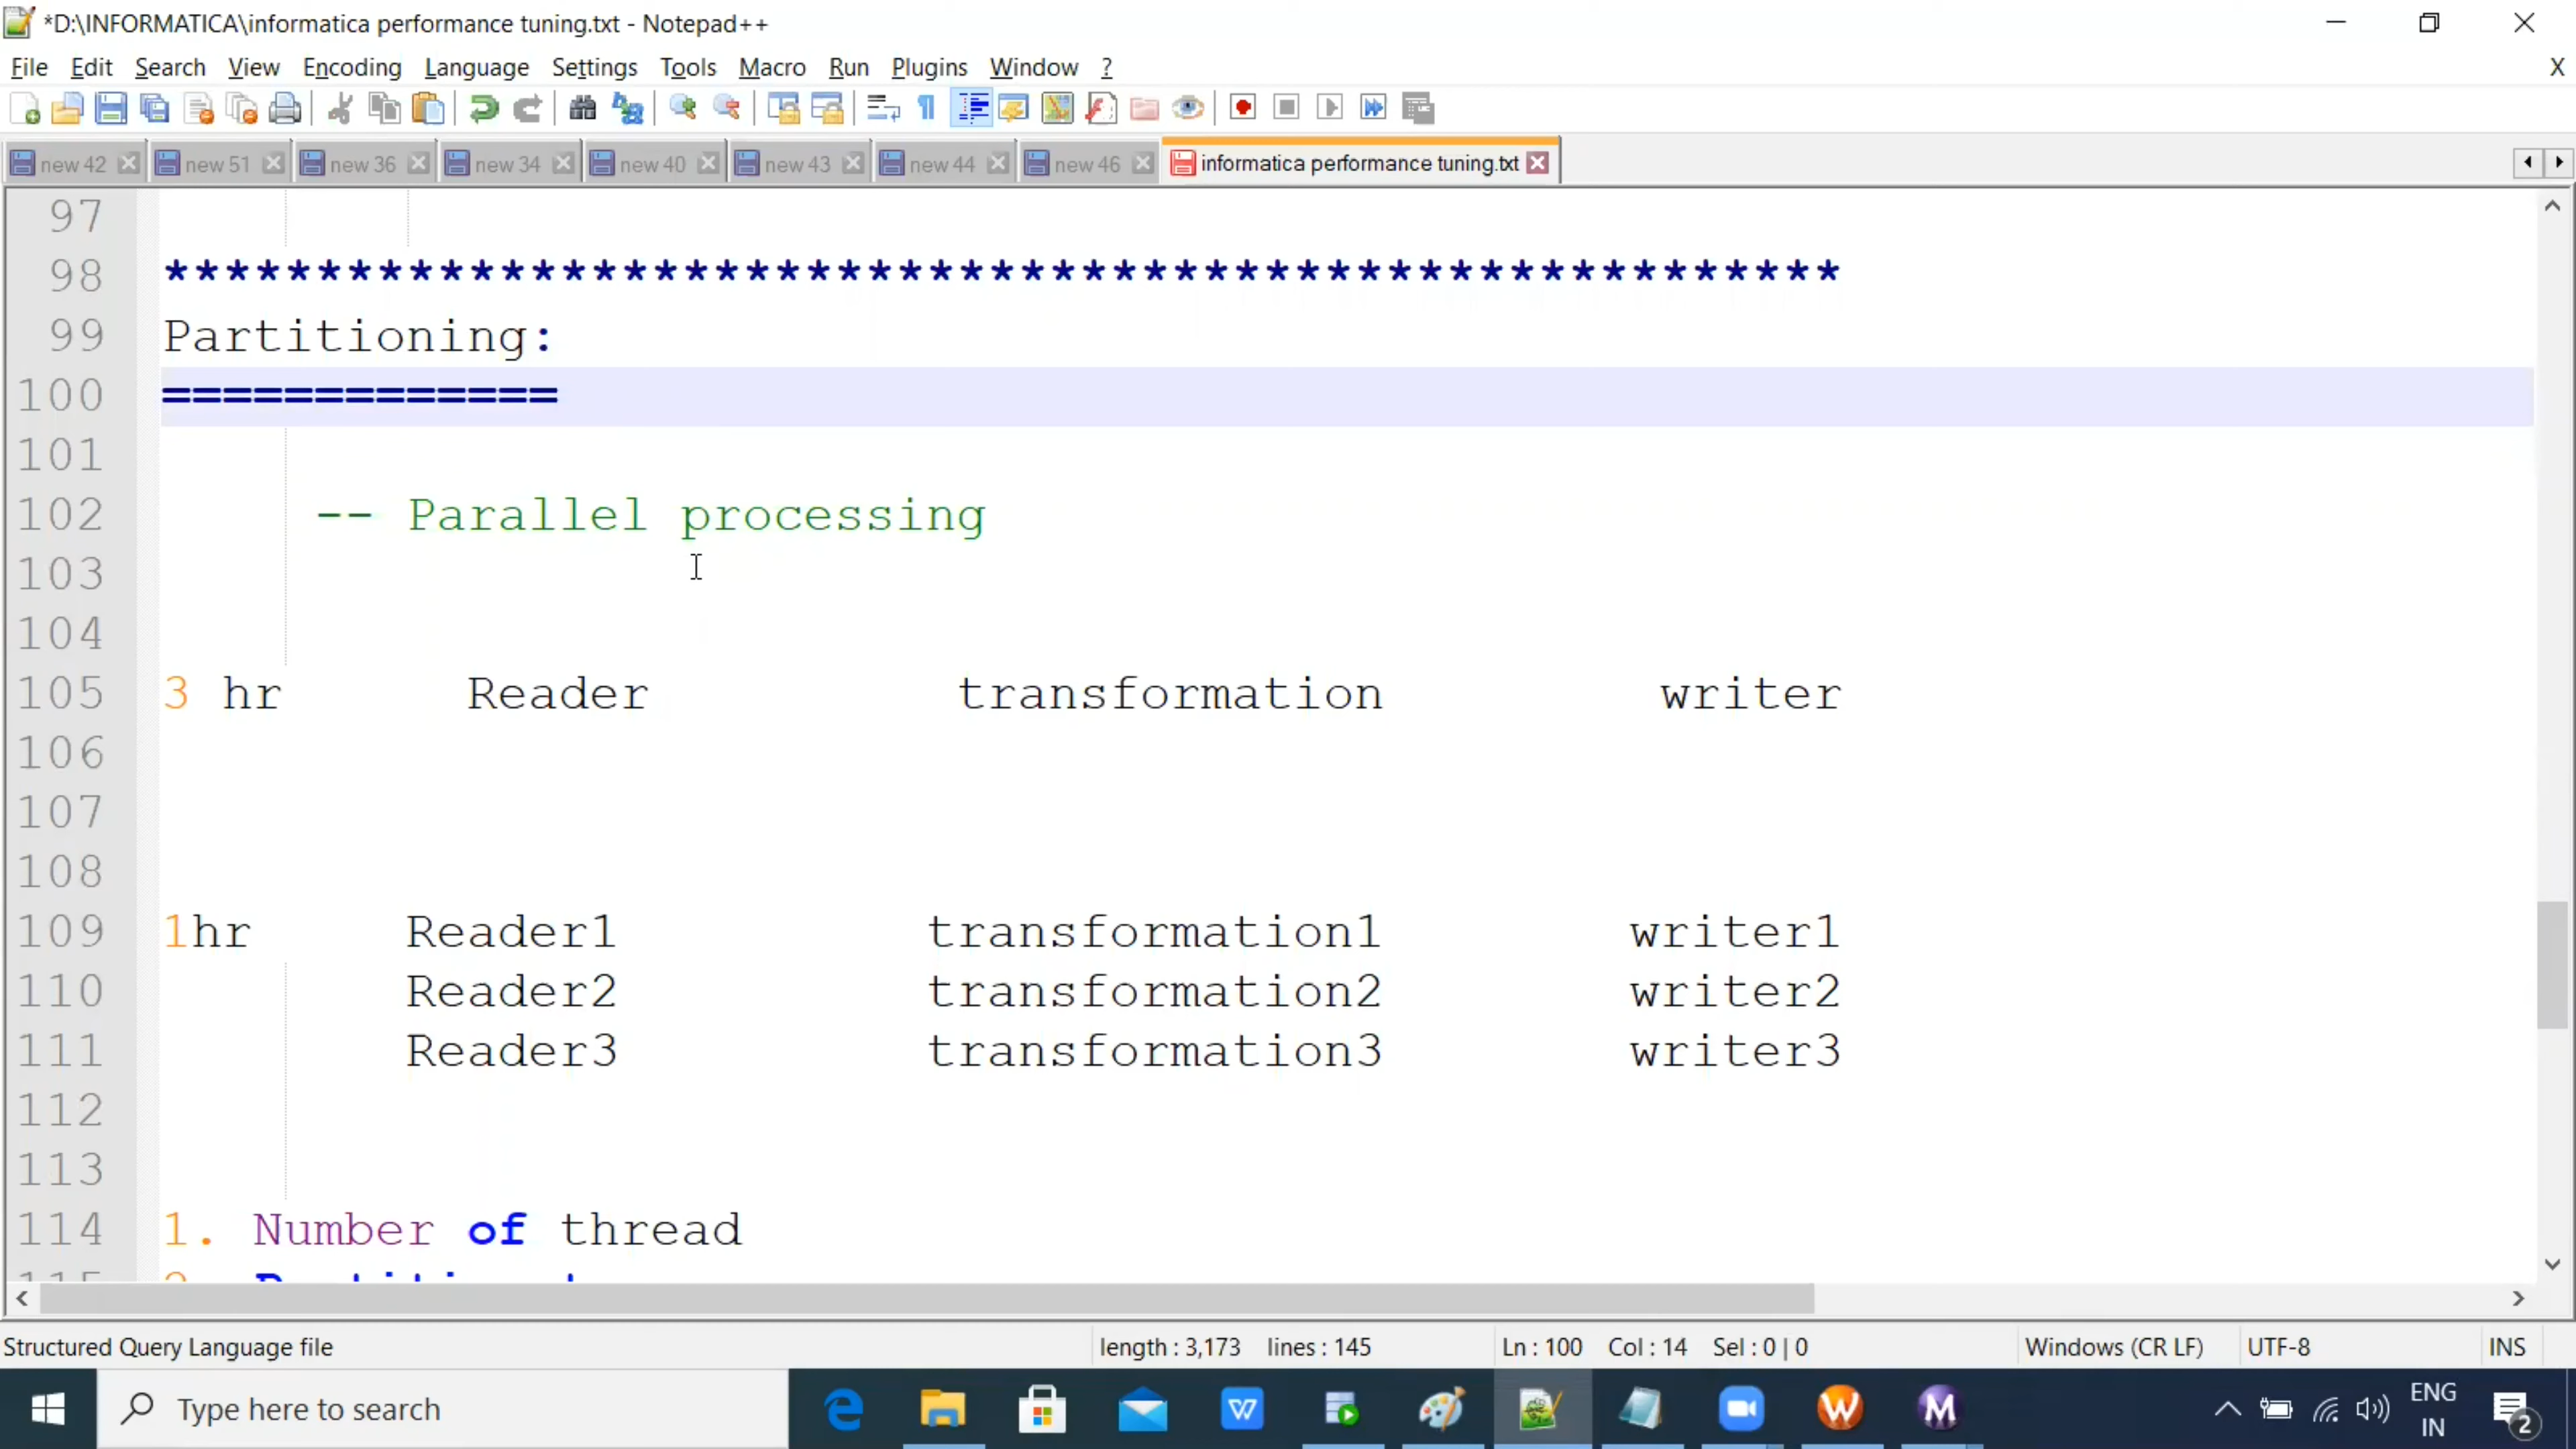 *D:\INFORMATICA\informatica performance tuning.txt - Notepad++
File Edit Search View Encoding Language Settings Tools Macro Run Plugins Window ? X
new 42 new 51 new 36 new 34 new 40 new 43 new 44 new 46 informatica performance tuning.txt
97
98 *******************************************************
99 Partitioning:
100 =============
101
102 -- Parallel processing
103
104
105 3 hr Reader transformation writer
106
107
108
109 1hr Reader1 transformation1 writer1
110 Reader2 transformation2 writer2
111 Reader3 transformation3 writer3
112
113
114 1. Number of thread
Structured Query Language file length : 3,173 lines : 145 Ln : 100 Col : 14 Sel : 0 | 0 Windows (CR LF) UTF-8 INS
Type here to search
ENG
IN
2